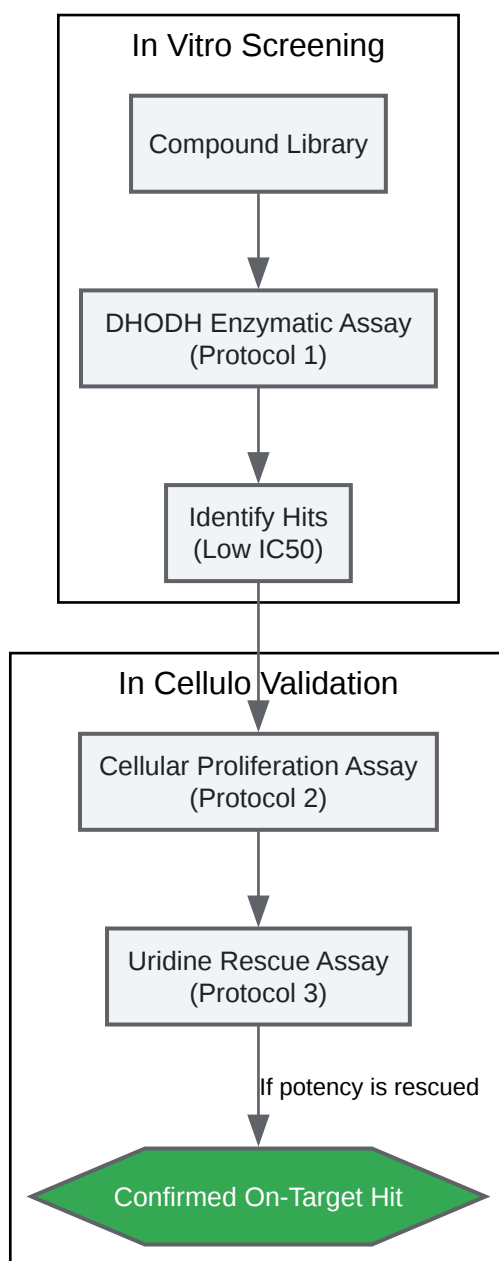 In Vitro Screening
Compound Library
DHODH Enzymatic Assay
(Protocol 1)
Identify Hits
(Low IC50)
In Cellulo Validation
Cellular Proliferation Assay
(Protocol 2)
Uridine Rescue Assay
(Protocol 3)
If potency is rescued
Confirmed On-Target Hit